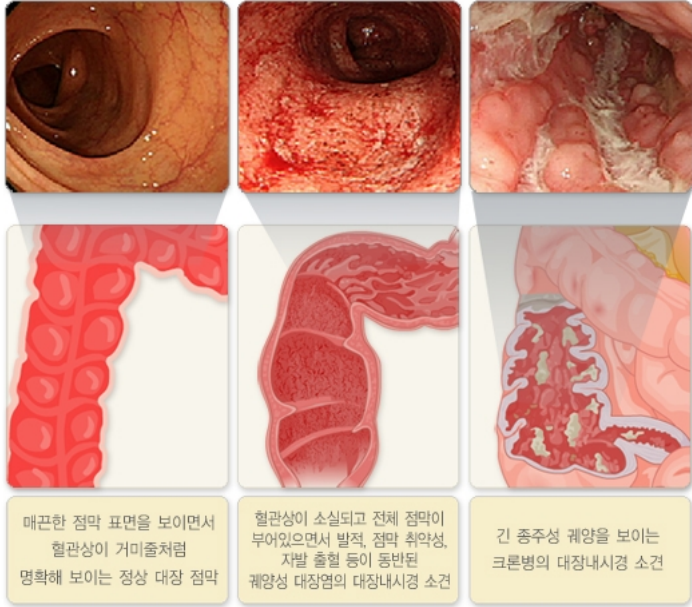 매끈한 점막 표면을 보이면서
혈관상이 거미줄처럼
명확해 보이는 정상 대장 점막
혈관상이 소실되고 전체 점막이
부어있으면서 발적, 점막 취약성,
자발 출혈 등이 동반된
궤양성 대장염의 대장내시경 소견
긴 종주성 궤양을 보이는
크론병의 대장내시경 소견